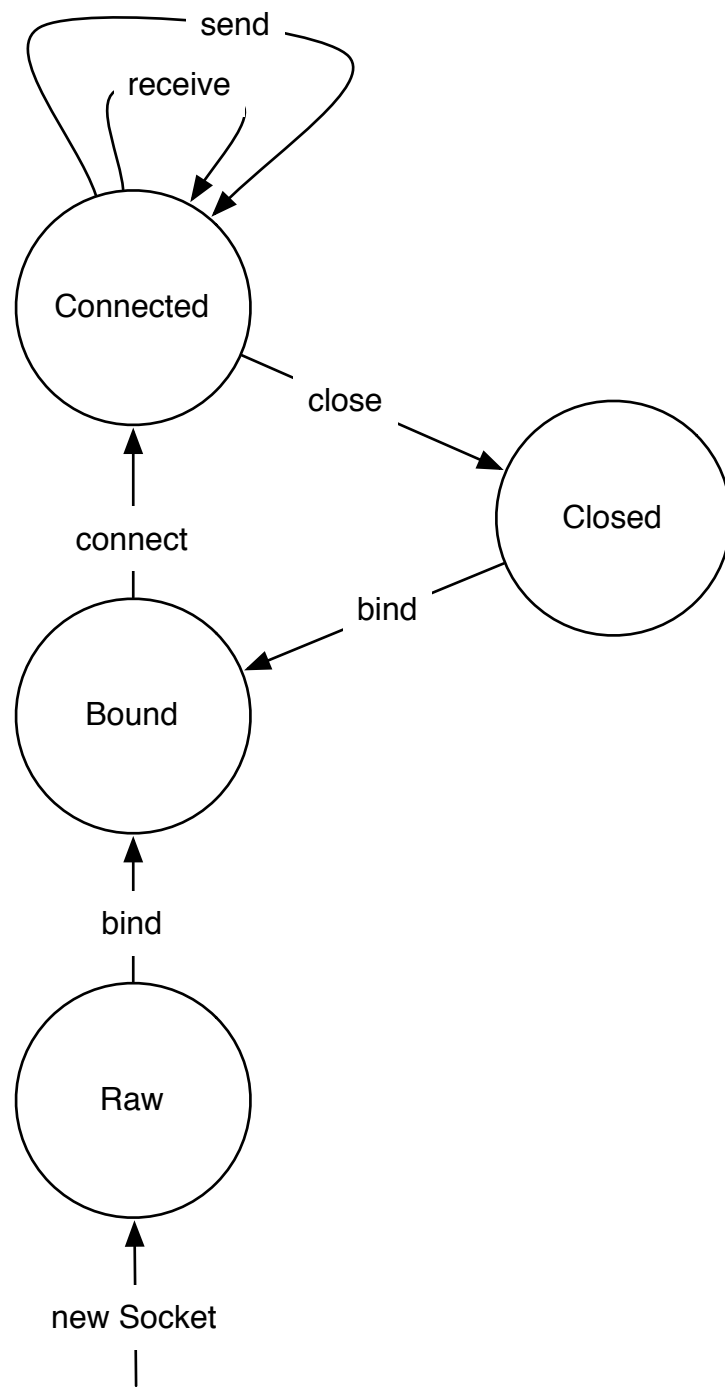 send
receive
Connected
close
Closed
connect
bind
Bound
bind
Raw
new Socket